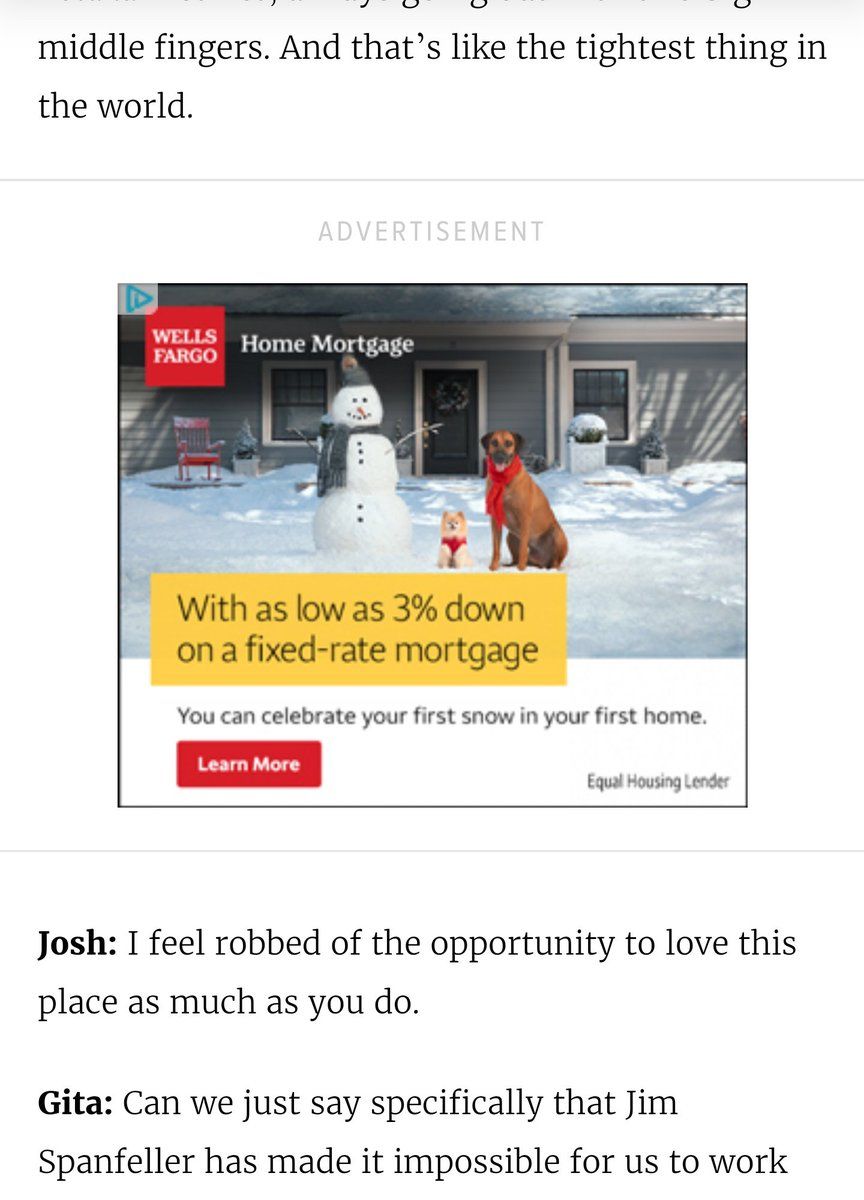 middle fingers. And that’s like the tightest thing in
the world.
ADVERTISEMENT
WELLS
FARGO
Home Mortgage
With as low as 3% down
on a fixed-rate mortgage
You can celebrate your first snow in your first home.
Learn More
Equal Housing Lender
Josh: I feel robbed of the opportunity to love this
place as much as you do.
Gita: Can we just say specifically that Jim
Spanfeller has made it impossible for us to work